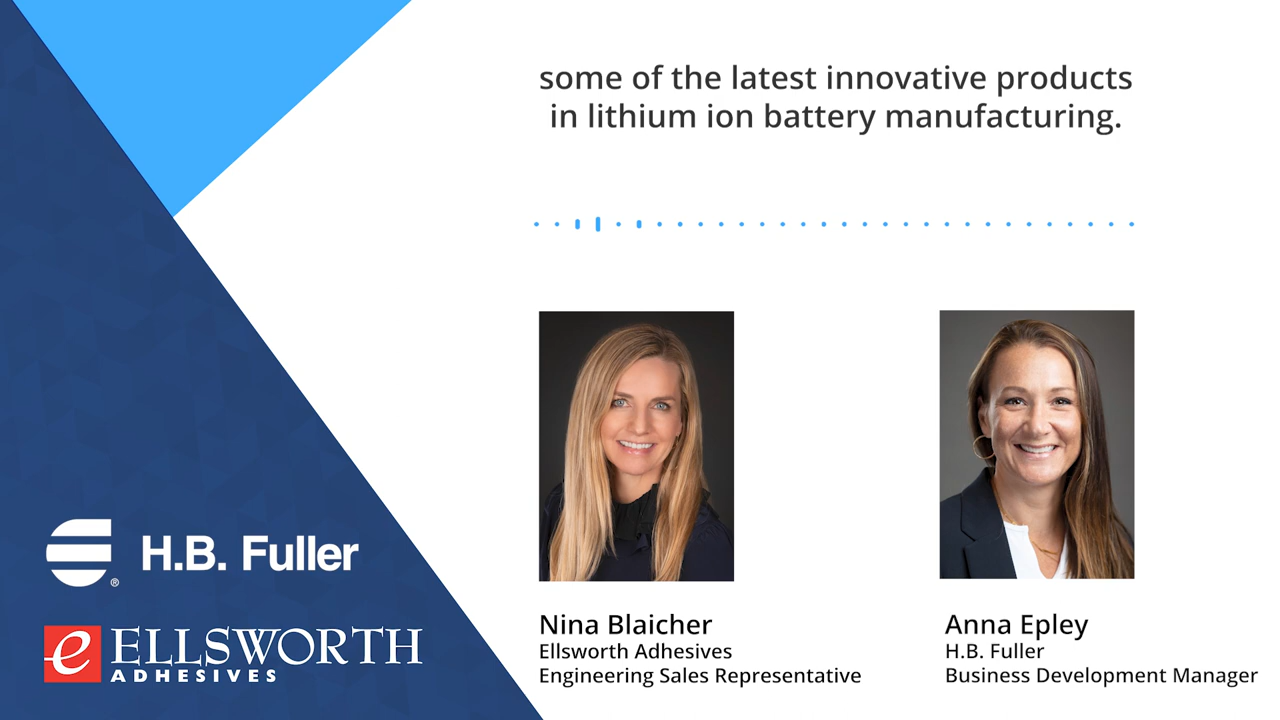 some of the latest innovative products
in lithium ion battery manufacturing.
H.B. Fuller
®
e ELLSWORTH
ADHESIVES
Nina Blaicher
Ellsworth Adhesives
Engineering Sales Representative
Anna Epley
H.B. Fuller
Business Development Manager